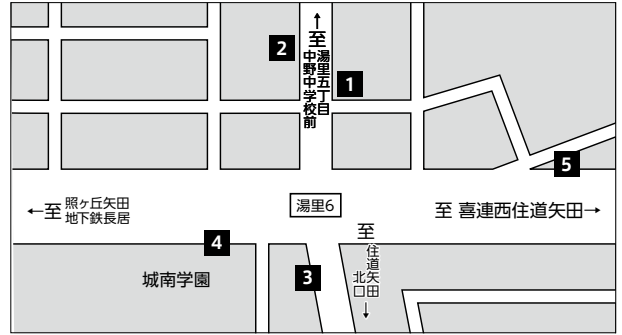 2
↑至
湯里五丁目
中野中学校前
1
5
←至 照ヶ丘矢田
地下鉄長居
湯里6
至 喜連西住道矢田→
4
至
住道矢田
北口
↓
3
城南学園